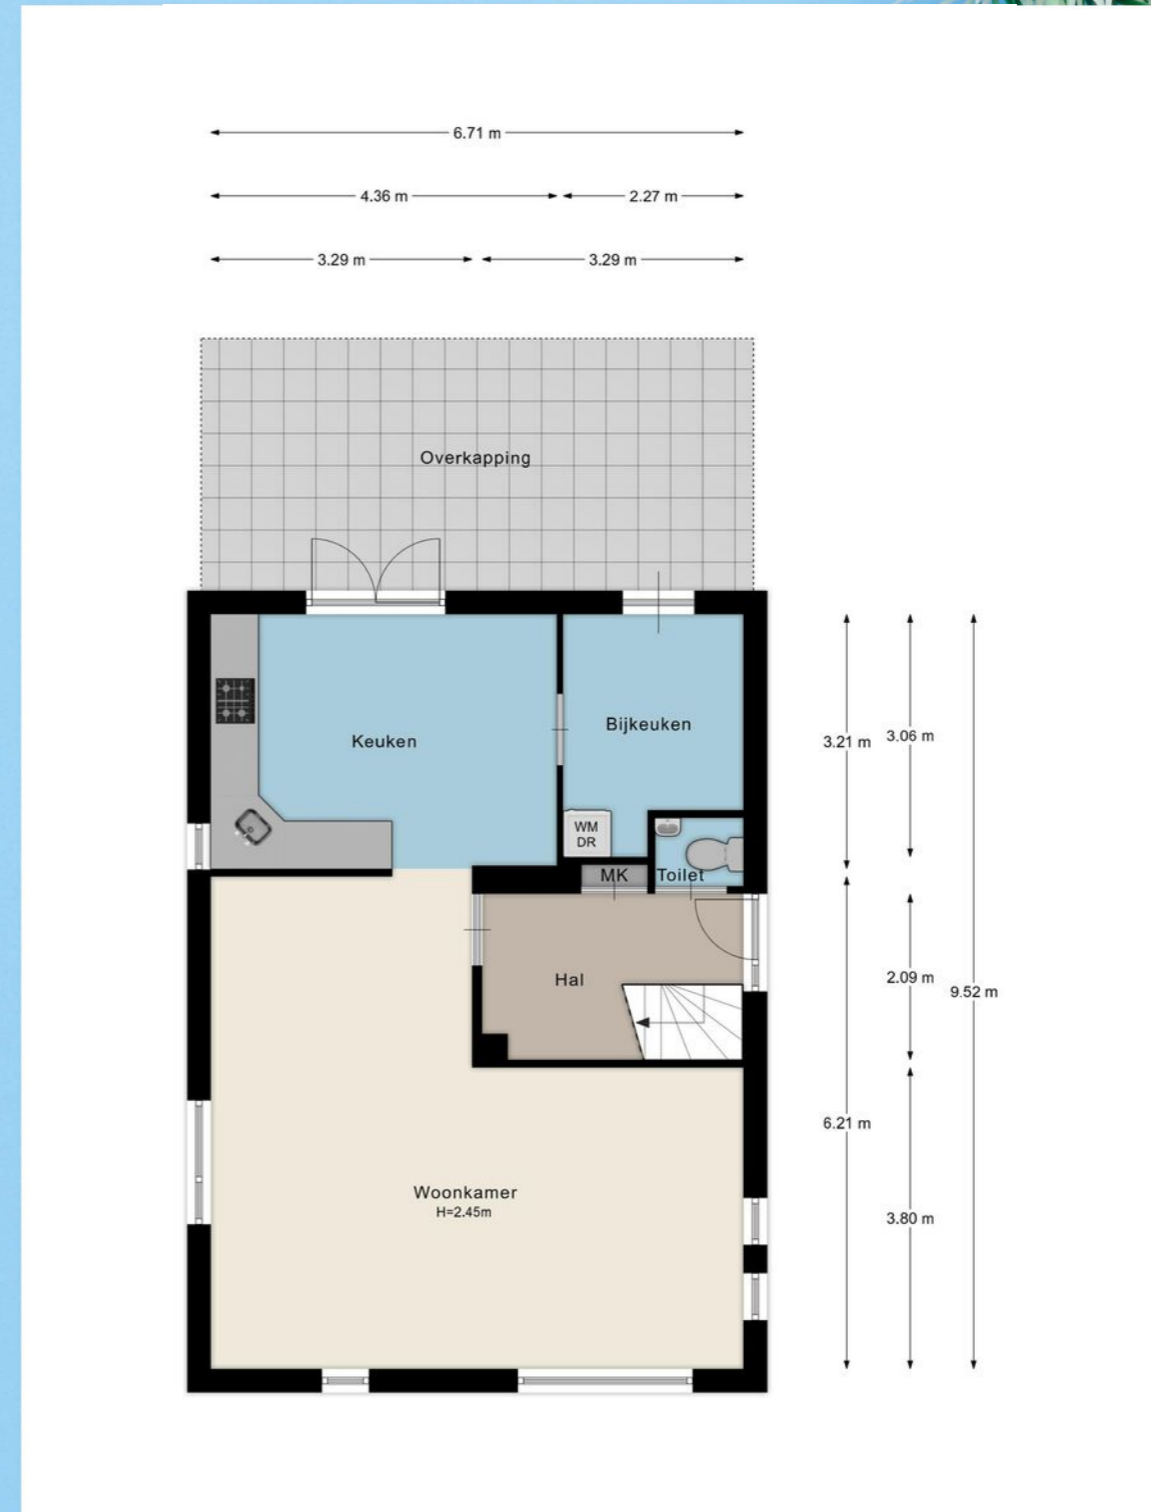 6.71 m
4.36 m
2.27 m
3.29 m
3.29 m
Overkapping
Keuken
Bijkeuken
3.21 m
3.06 m
WM
DR
MK
Toilet
Hal
2.09 m
9.52 m
6.21 m
Woonkamer
H=2.45m
3.80 m